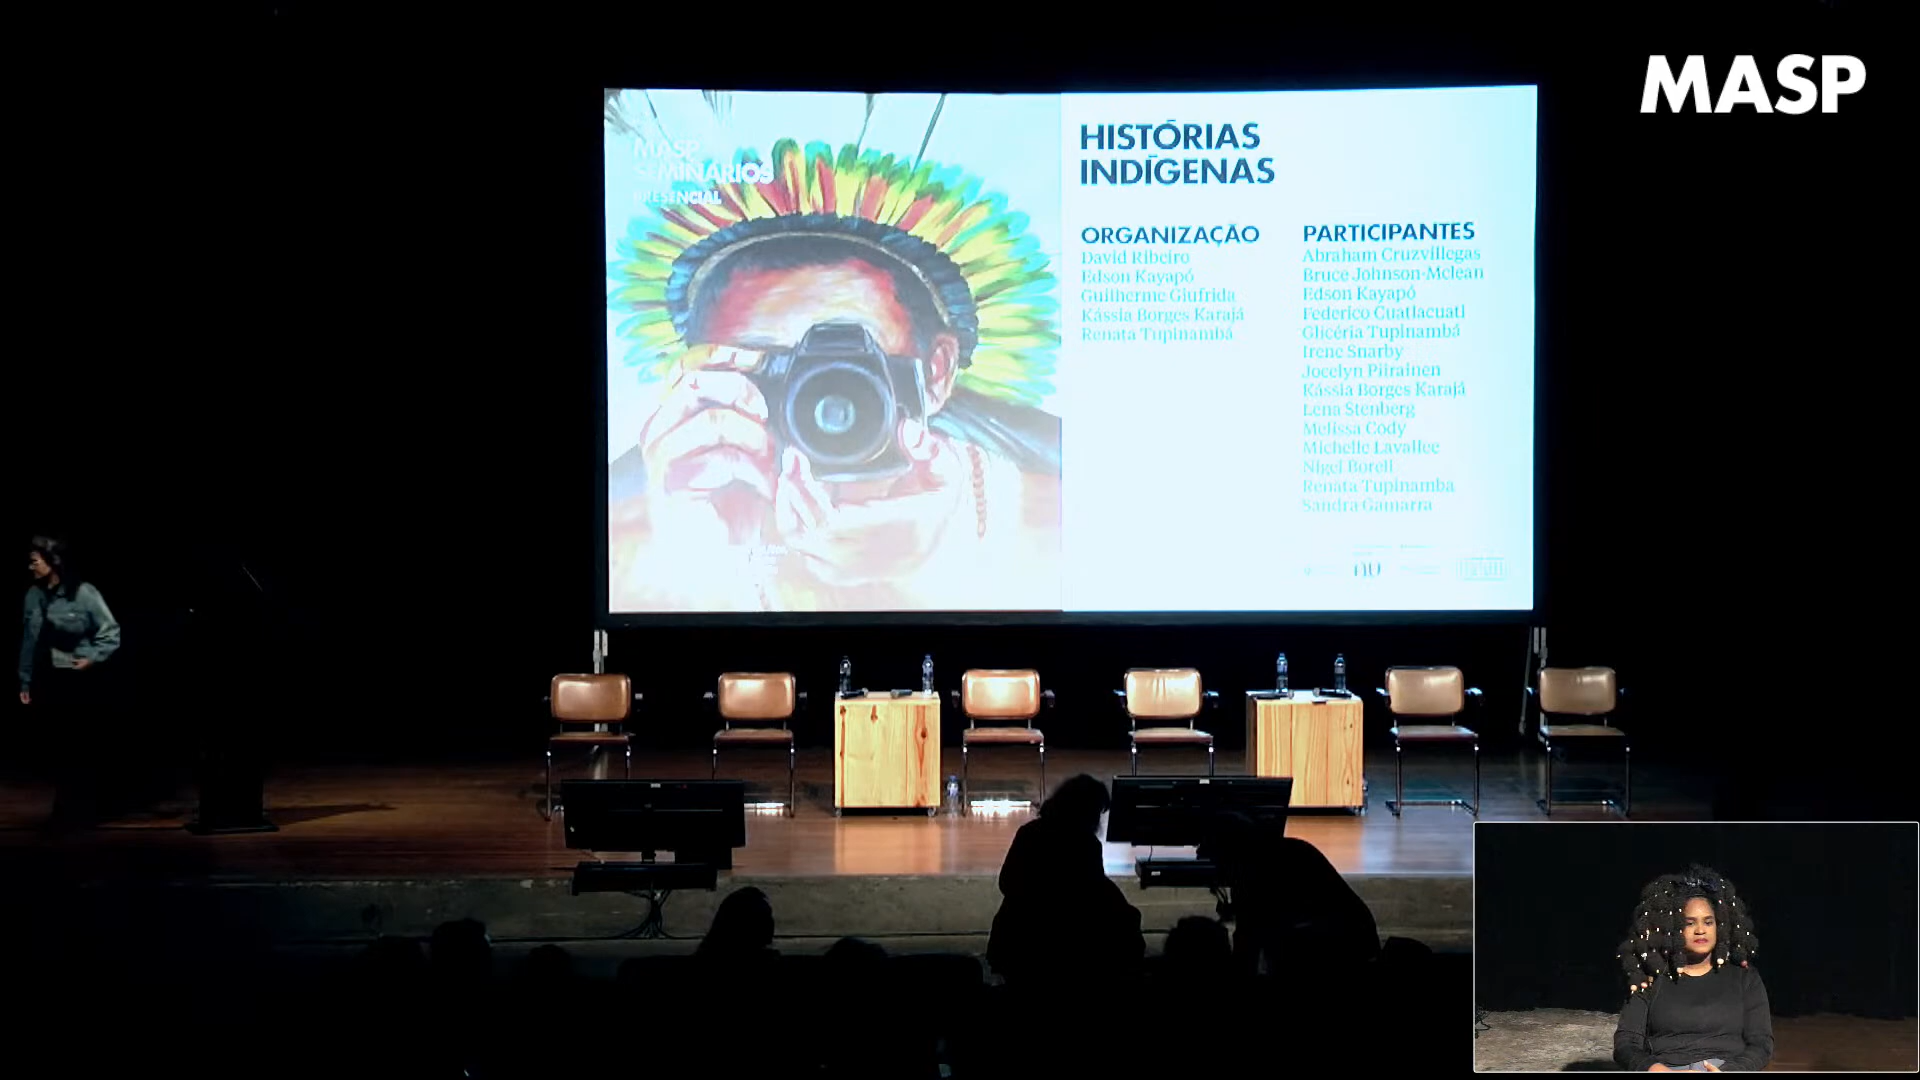 MASP
MASP
SEMINÁRIOS
PRESENCIAL
HISTÓRIAS
INDÍGENAS
ORGANIZAÇÃO
David Ribeiro
Edson Kayapó
Guilherme Giufrida
Kássia Borges Karajá
Renata Tupinambá
PARTICIPANTES
Abraham Cruzvillegas
Bruce Johnson-Mclean
Edson Kayapó
Federico Cuatlacuatl
Glicéria Tupinambá
Irene Snarby
Jocelyn Piirainen
Kássia Borges Karajá
Lena Stenberg
Melissa Cody
Michelle Lavallee
Nigel Borell
Renata Tupinamba
Sandra Gamarra
nu